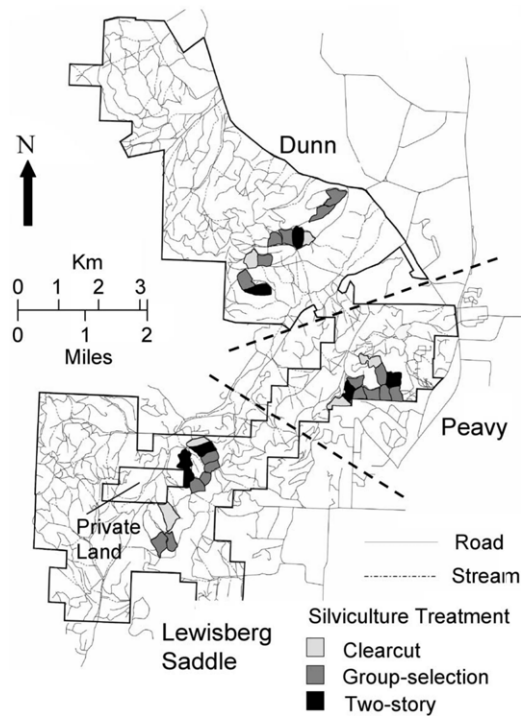 Dunn
N
Km
0 1 2 3
0 1 2
Miles
Peavy
Private
Land
Road
Stream
Lewisberg
Saddle
Silviculture Treatment
Clearcut
Group-selection
Two-story